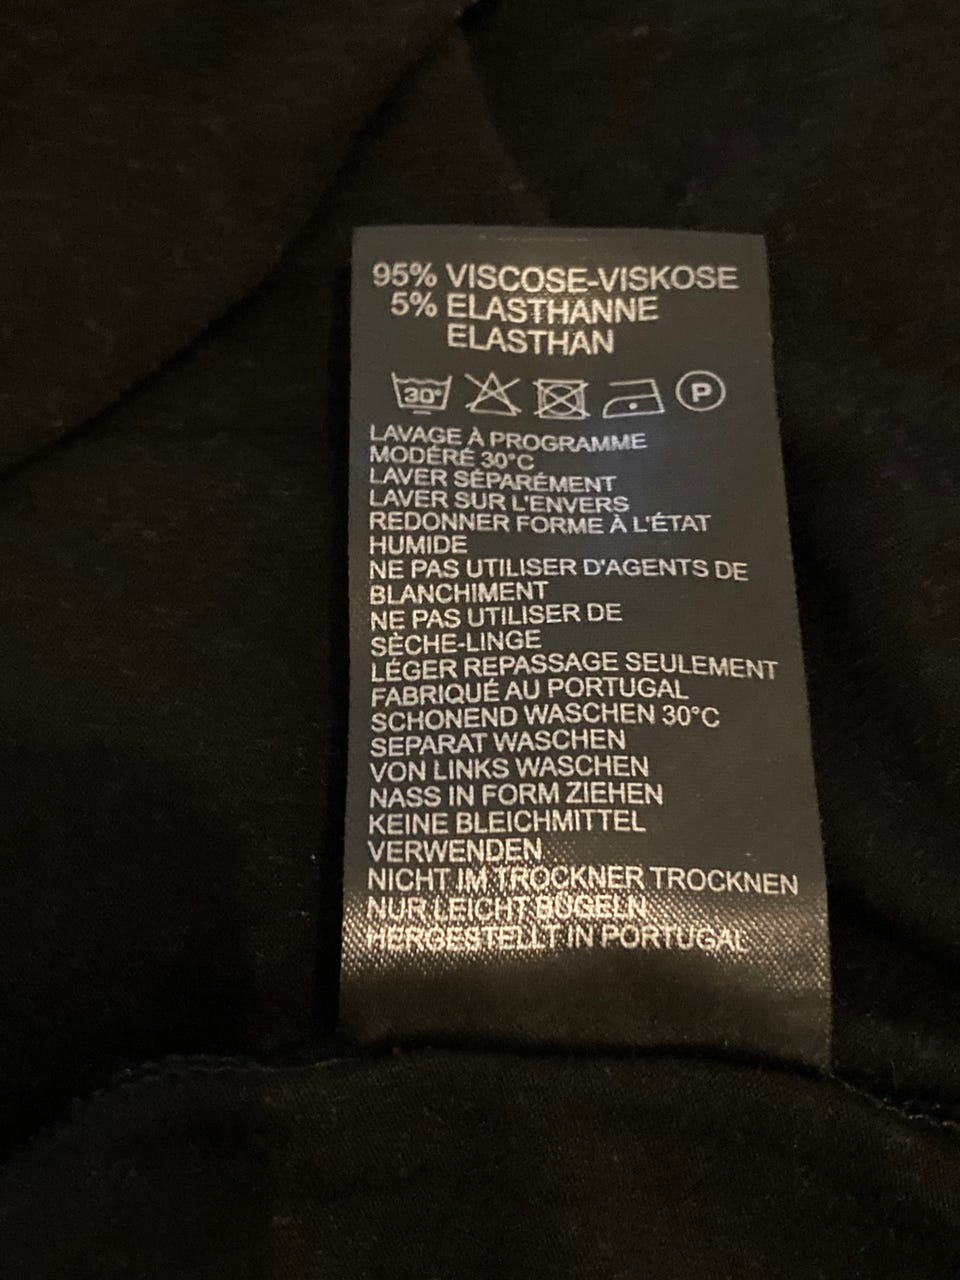 95% VISCOSE-VISKOSE
5% ELASTHANNE
ELASTHAN
30° P
LAVAGE À PROGRAMME
MODÉRÉ 30°C
LAVER SÉPARÉMENT
LAVER SUR L'ENVERS
REDONNER FORME À L'ÉTAT
HUMIDE
NE PAS UTILISER D'AGENTS DE
BLANCHIMENT
NE PAS UTILISER DE
SÈCHE-LINGE
LÉGER REPASSAGE SEULEMENT
FABRIQUÉ AU PORTUGAL
SCHONEND WASCHEN 30°C
SEPARAT WASCHEN
VON LINKS WASCHEN
NASS IN FORM ZIEHEN
KEINE BLEICHMITTEL
VERWENDEN
NICHT IM TROCKNER TROCKNEN
NUR LEICHT BÜGELN
HERGESTELLT IN PORTUGAL